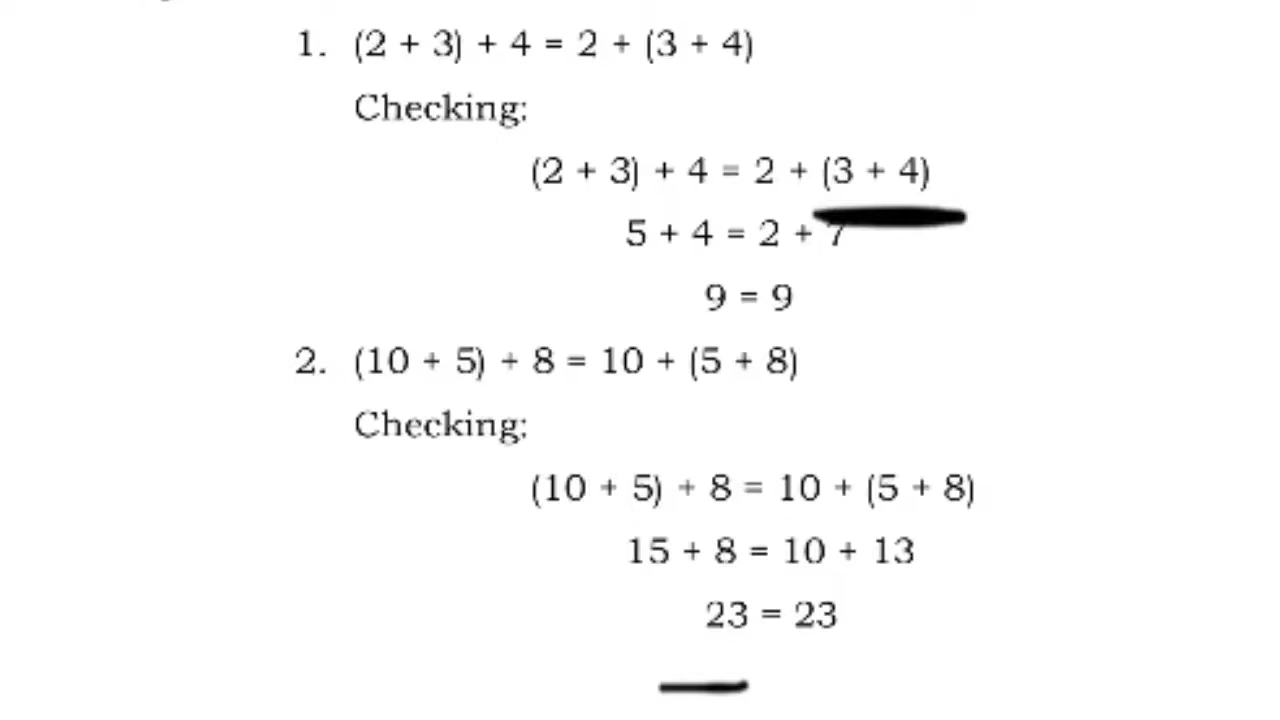 1. (2 + 3) + 4 = 2 + (3 + 4)
Checking:
(2 + 3) + 4 = 2 + (3 + 4)
5 + 4 = 2 + 7
9 = 9
2. (10 + 5) + 8 = 10 + (5 + 8)
Checking:
(10 + 5) + 8 = 10 + (5 + 8)
15 + 8 = 10 + 13
23 = 23